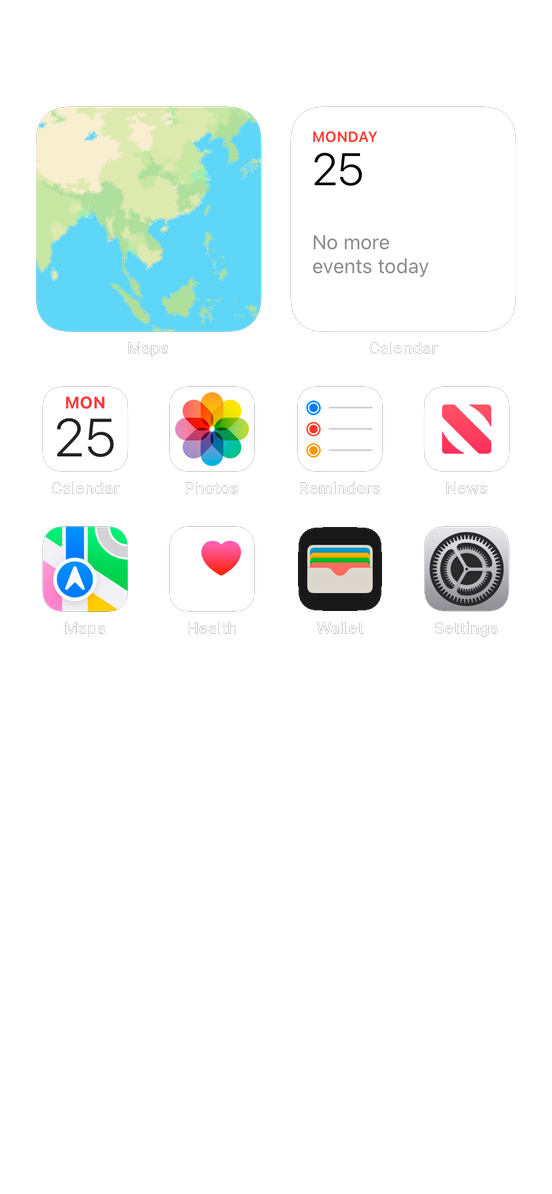 MONDAY
25
No more
events today
Maps
Calendar
MON
25
Calendar
Photos
Reminders
News
Maps
Health
Wallet
Settings